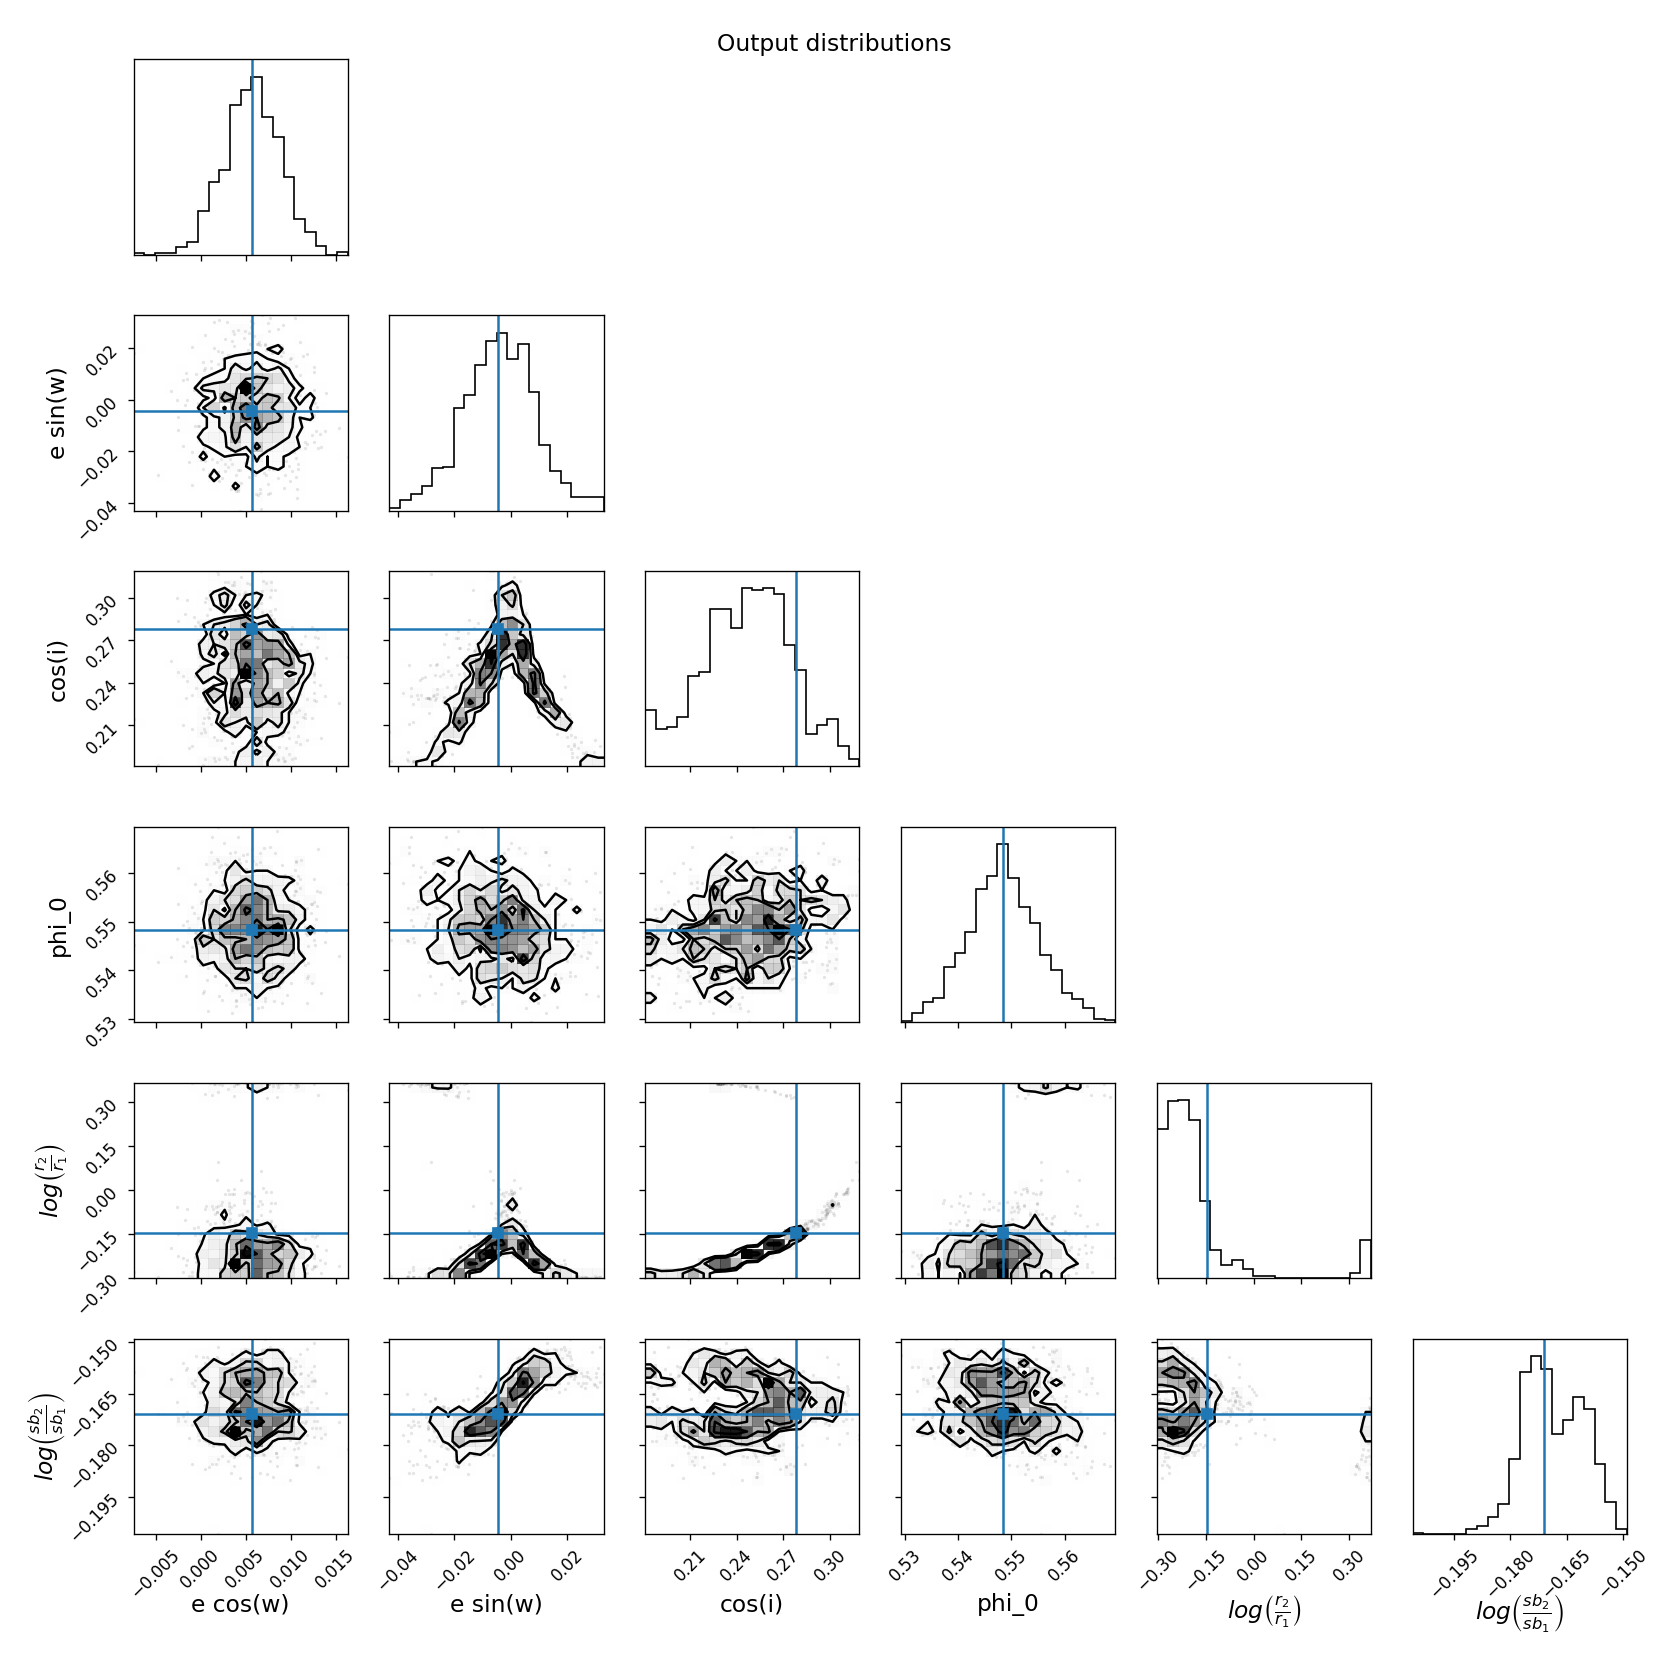 Output distributions
e sin(w)
0.02
0.00
−0.02
−0.04
cos(i)
0.30
0.27
0.24
0.21
phi_0
0.56
0.55
0.54
0.53
log(r2/r1)
0.30
0.15
0.00
−0.15
−0.30
log(sb2/sb1)
−0.150
−0.165
−0.180
−0.195
−0.005 0.000 0.005 0.010 0.015
e cos(w)
−0.04 −0.02 0.00 0.02
e sin(w)
0.21 0.24 0.27 0.30
cos(i)
0.53 0.54 0.55 0.56
phi_0
−0.30 −0.15 0.00 0.15 0.30
log(r2/r1)
−0.195 −0.180 −0.165 −0.150
log(sb2/sb1)